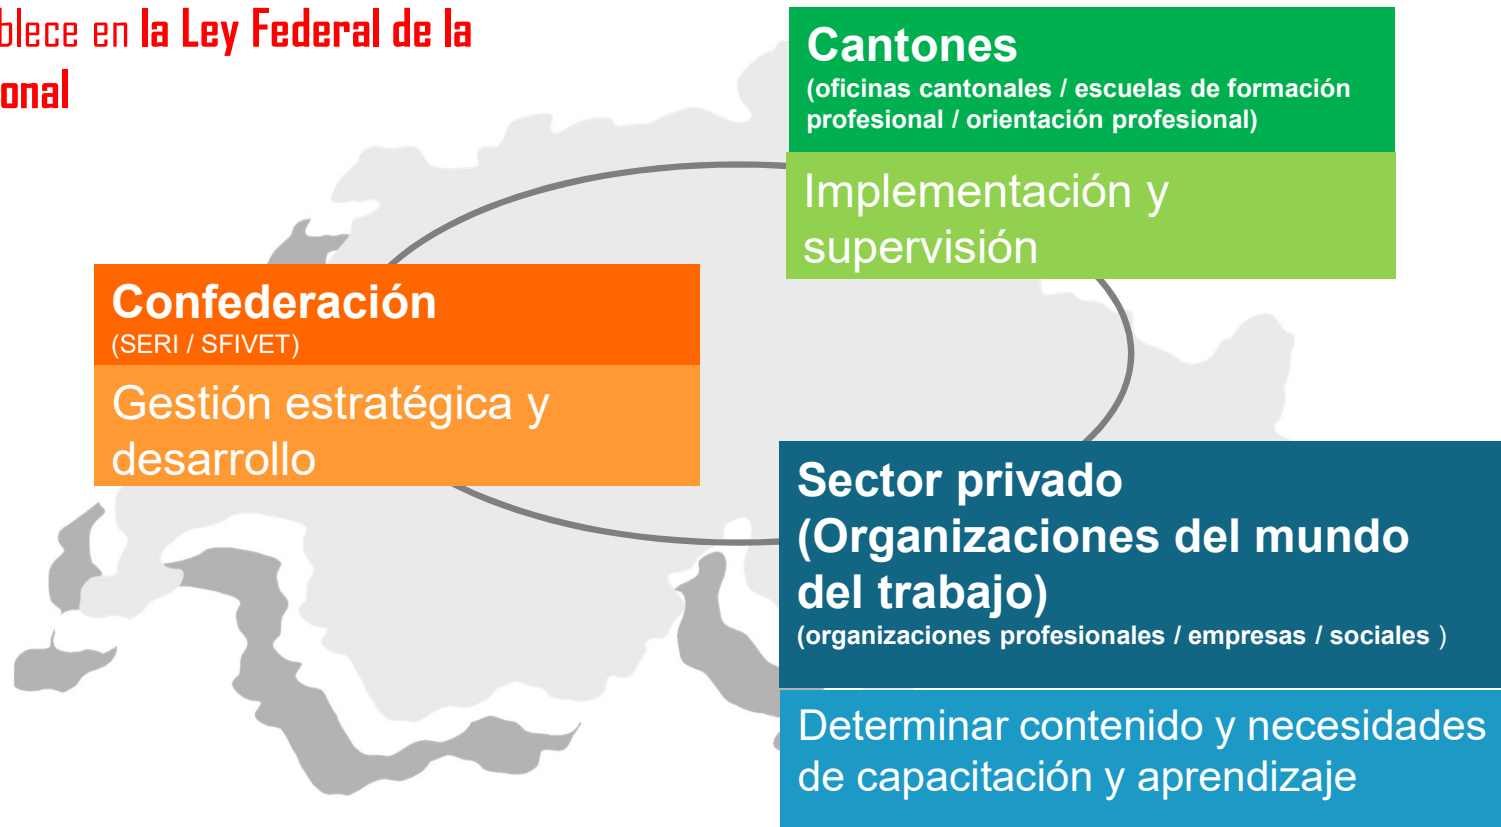 blece en la Ley Federal de la
onal
Cantones
(oficinas cantonales / escuelas de formación
profesional / orientación profesional)
Implementación y
supervisión
Confederación
(SERI / SFIVET)
Gestión estratégica y
desarrollo
Sector privado
(Organizaciones del mundo
del trabajo)
(organizaciones profesionales / empresas / sociales )
Determinar contenido y necesidades
de capacitación y aprendizaje